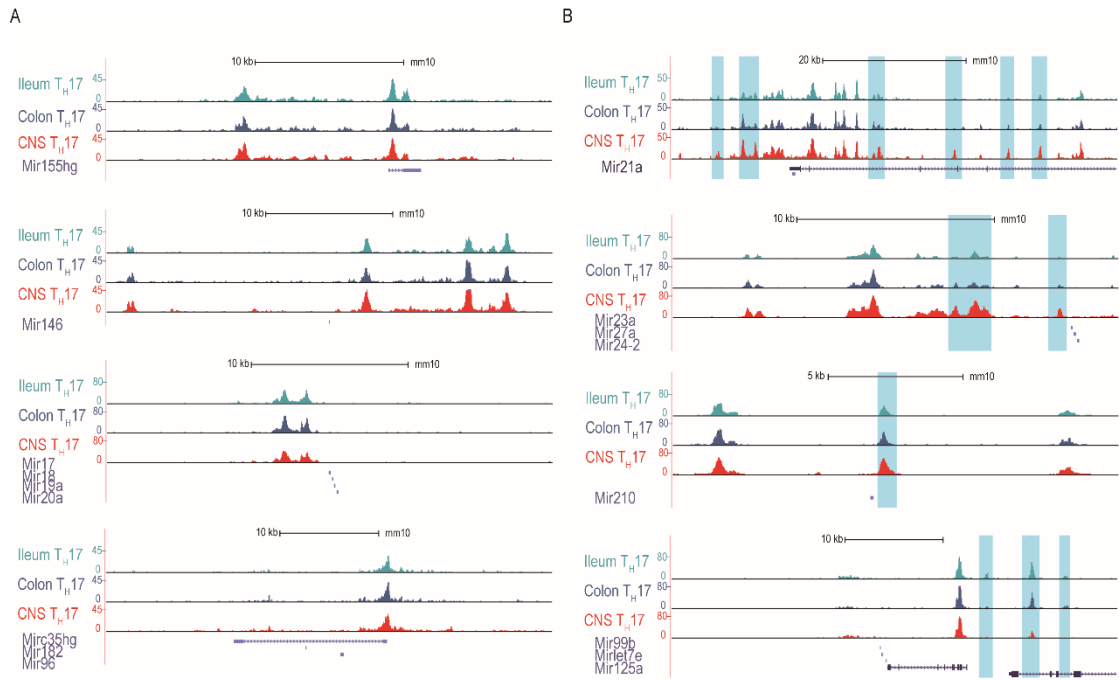 A
10 kb mm10
Ileum TH17 45 0
Colon TH17 45 0
CNS TH17 45 0
Mir155hg
10 kb mm10
Ileum TH17 45 0
Colon TH17 45 0
CNS TH17 45 0
Mir146
10 kb mm10
Ileum TH17 80 0
Colon TH17 80 0
CNS TH17 80 0
Mir17
Mir18
Mir19a
Mir20a
10 kb mm10
Ileum TH17 45 0
Colon TH17 45 0
CNS TH17 45 0
Mirc35hg
Mir182
Mir96
B
20 kb mm10
Ileum TH17 50 0
Colon TH17 50 0
CNS TH17 50 0
Mir21a
10 kb mm10
Ileum TH17 80 0
Colon TH17 80 0
CNS TH17 80 0
Mir23a
Mir27a
Mir24-2
5 kb mm10
Ileum TH17 80 0
Colon TH17 80 0
CNS TH17 80 0
Mir210
10 kb mm10
Ileum TH17 80 0
Colon TH17 80 0
CNS TH17 80 0
Mir99b
Mirlet7e
Mir125a